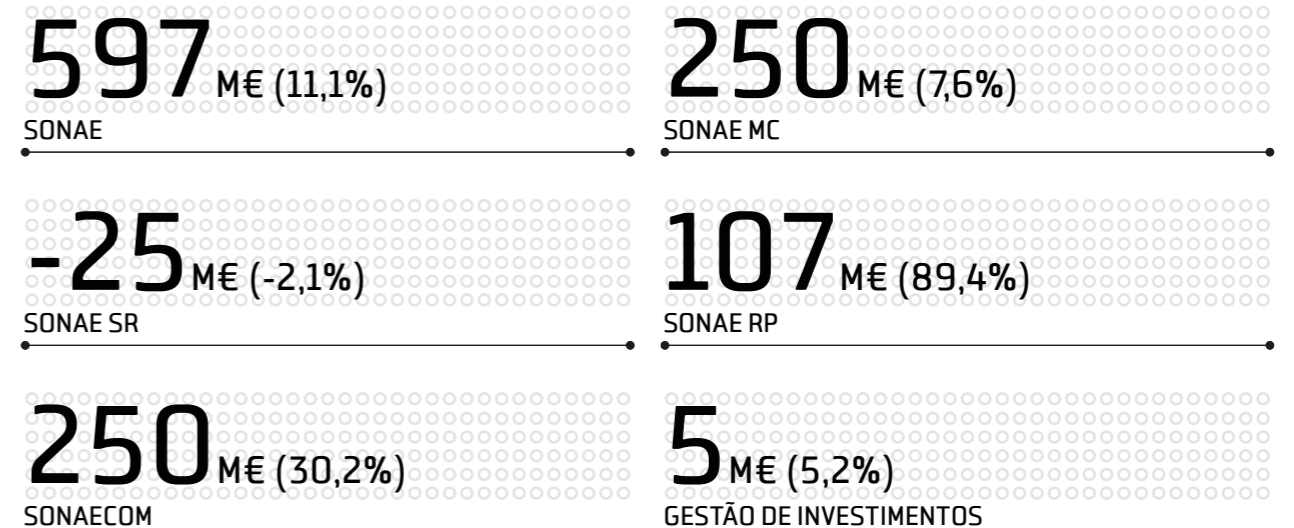 597 M€ (11,1%)
SONAE
250 M€ (7,6%)
SONAE MC
-25 M€ (-2,1%)
SONAE SR
107 M€ (89,4%)
SONAE RP
250 M€ (30,2%)
SONAECOM
5 M€ (5,2%)
GESTÃO DE INVESTIMENTOS